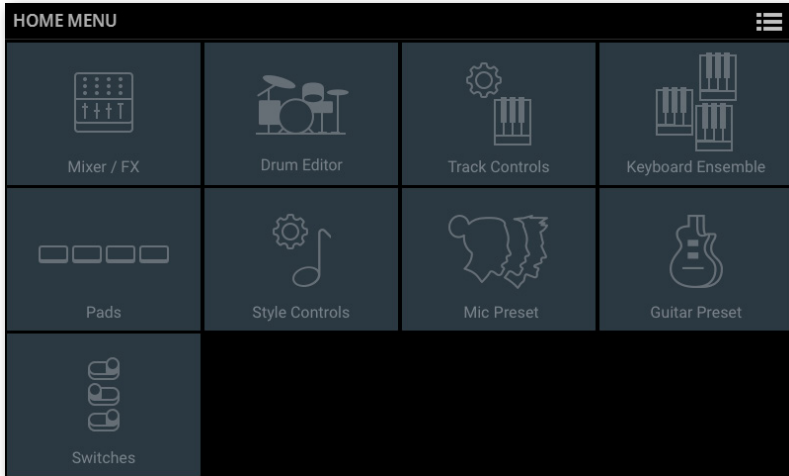 HOME MENU
Mixer / FX
Drum Editor
Track Controls
Keyboard Ensemble
Pads
Style Controls
Mic Preset
Guitar Preset
Switches